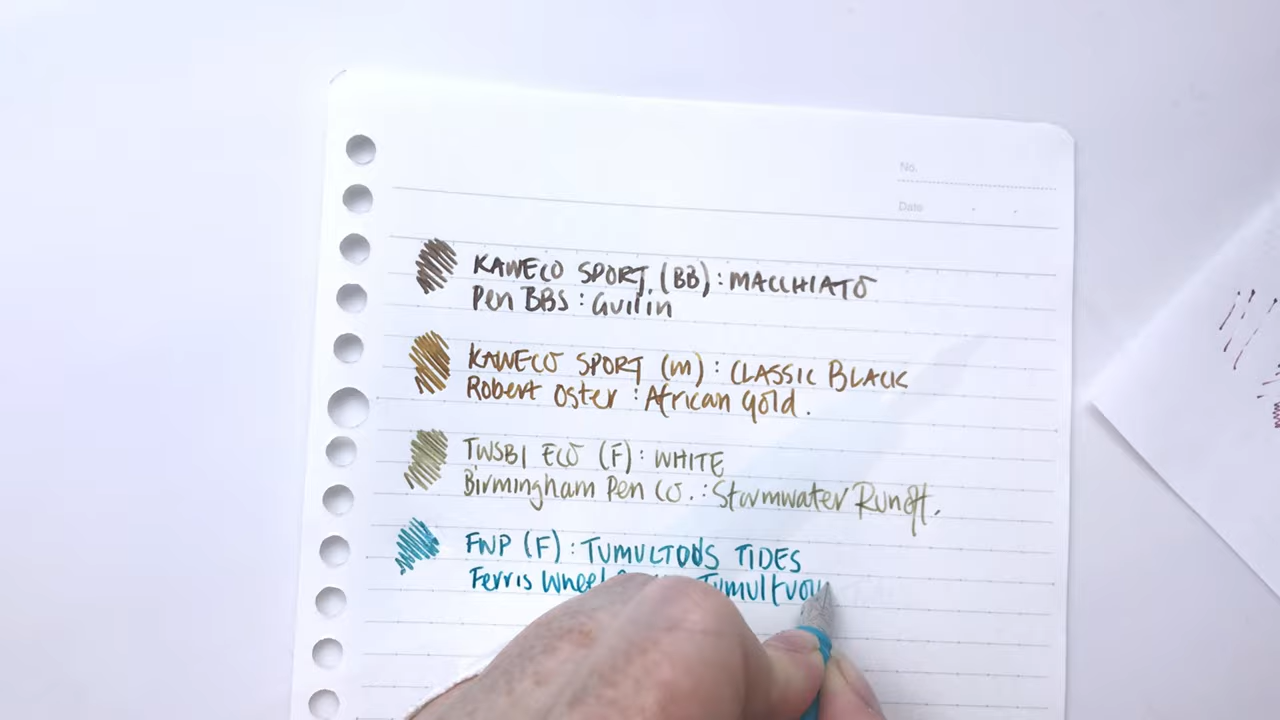 No.
Date
KAWECO SPORT (BB) : MACCHIATO
Pen BBS : Guilin
KAWECO SPORT (M) : CLASSIC BLACK
Robert Oster : African Gold.
TWSBI ECO (F) : WHITE
Birmingham Pen Co. : Stormwater Runoff.
FWP (F) : TUMULTOUS TIDES
Ferris Wheel Tumultuou